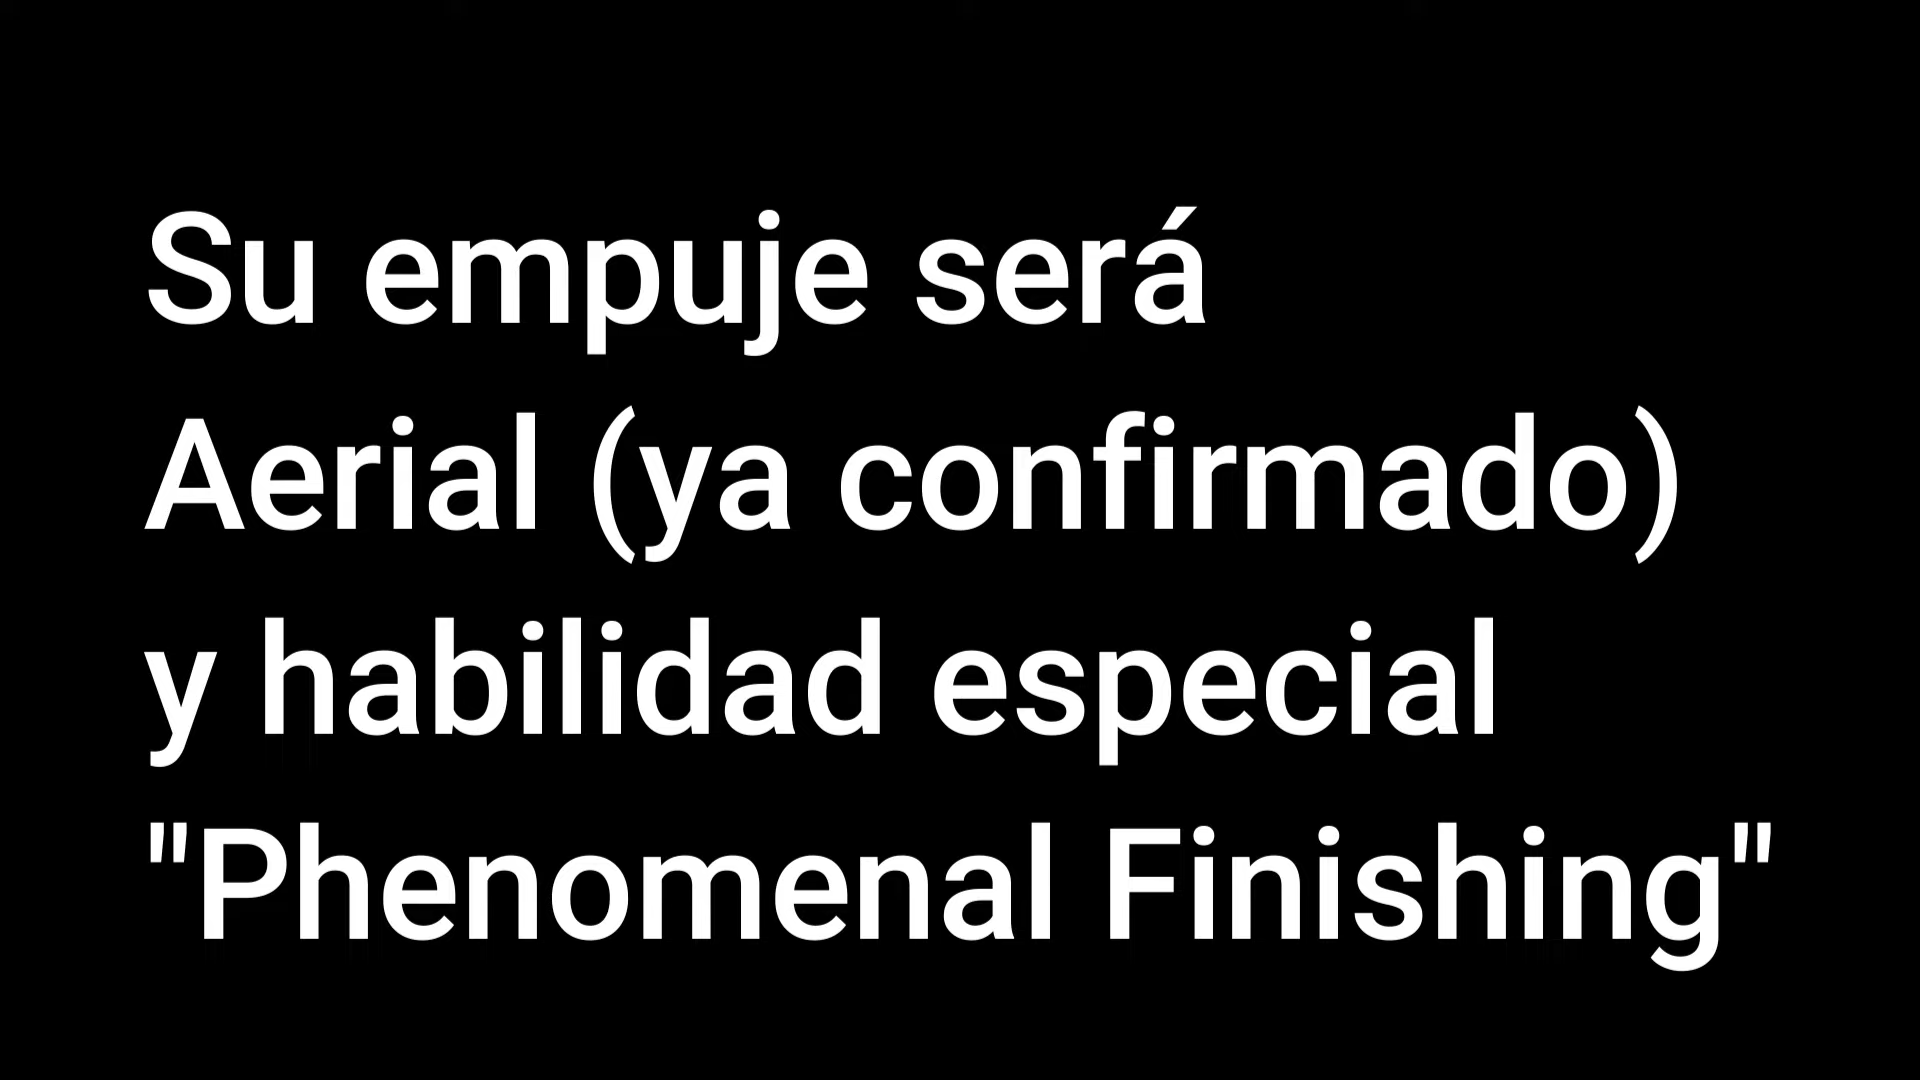 Su empuje será
Aerial (ya confirmado)
y habilidad especial
"Phenomenal Finishing"